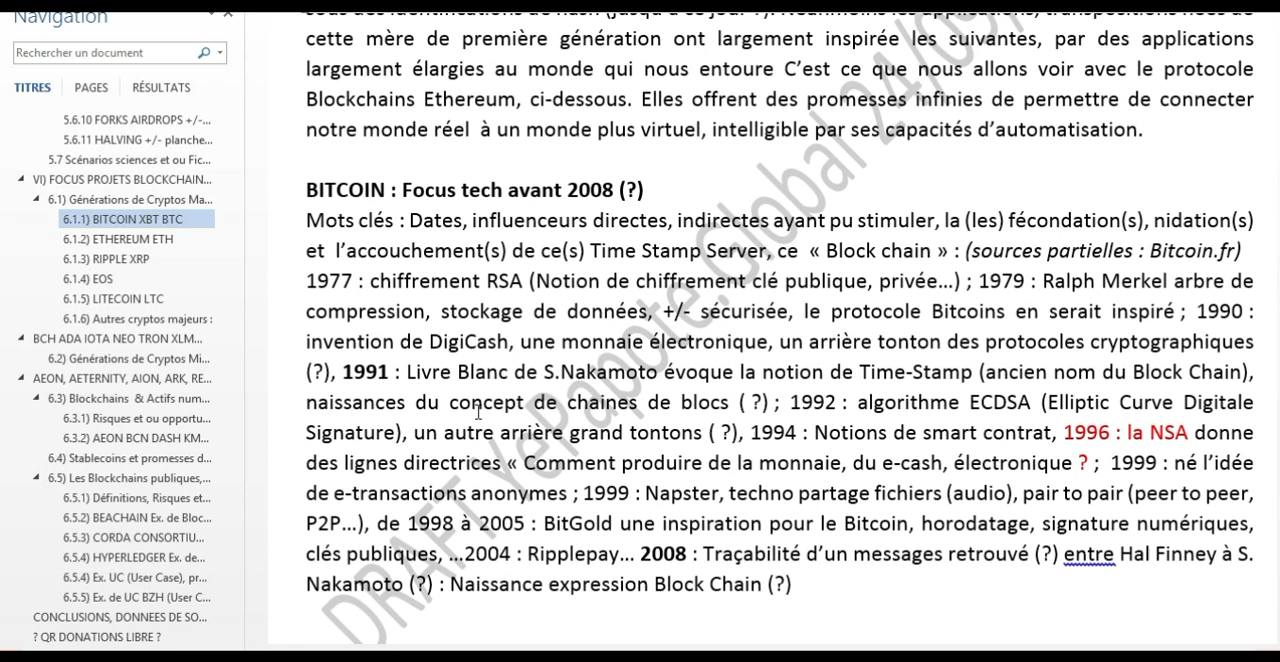 Navigation
Rechercher un document
TITRES PAGES RÉSULTATS
5.6.10 FORKS AIRDROPS +/-...
5.6.11 HALVING +/- planche...
5.7 Scénarios sciences et ou Fic...
VI) FOCUS PROJETS BLOCKCHAIN...
6.1) Générations de Cryptos Ma...
6.1.1) BITCOIN XBT BTC
6.1.2) ETHEREUM ETH
6.1.3) RIPPLE XRP
6.1.4) EOS
6.1.5) LITECOIN LTC
6.1.6) Autres cryptos majeurs :
BCH ADA IOTA NEO TRON XLM...
6.2) Générations de Cryptos Mi...
AEON, AETERNITY, AION, ARK, RE...
6.3) Blockchains & Actifs num...
6.3.1) Risques et ou opportu...
6.3.2) AEON BCN DASH KM...
6.4) Stablecoins et promesses d...
6.5) Les Blockchains publiques,...
6.5.1) Définitions, Risques et...
6.5.2) BEACHAIN Ex. de Bloc...
6.5.3) CORDA CONSORTIU...
6.5.4) HYPERLEDGER Ex. de...
6.5.4) Ex. UC (User Case), pr...
6.5.5) Ex. de UC BZH (User C...
CONCLUSIONS, DONNEES DE SO...
? QR DONATIONS LIBRE ?
cette mère de première génération ont largement inspirée les suivantes, par des applications
largement élargies au monde qui nous entoure C’est ce que nous allons voir avec le protocole
Blockchains Ethereum, ci-dessous. Elles offrent des promesses infinies de permettre de connecter
notre monde réel à un monde plus virtuel, intelligible par ses capacités d’automatisation.
BITCOIN : Focus tech avant 2008 (?)
Mots clés : Dates, influenceurs directes, indirectes ayant pu stimuler, la (les) fécondation(s), nidation(s)
et l’accouchement(s) de ce(s) Time Stamp Server, ce « Block chain » : (sources partielles : Bitcoin.fr)
1977 : chiffrement RSA (Notion de chiffrement clé publique, privée...) ; 1979 : Ralph Merkel arbre de
compression, stockage de données, +/- sécurisée, le protocole Bitcoins en serait inspiré ; 1990 :
invention de DigiCash, une monnaie électronique, un arrière tonton des protocoles cryptographiques
(?), 1991 : Livre Blanc de S.Nakamoto évoque la notion de Time-Stamp (ancien nom du Block Chain),
naissances du concept de chaines de blocs ( ?) ; 1992 : algorithme ECDSA (Elliptic Curve Digitale
Signature), un autre arrière grand tontons ( ?), 1994 : Notions de smart contrat, 1996 : la NSA donne
des lignes directrices « Comment produire de la monnaie, du e-cash, électronique ? ; 1999 : né l’idée
de e-transactions anonymes ; 1999 : Napster, techno partage fichiers (audio), pair to pair (peer to peer,
P2P...), de 1998 à 2005 : BitGold une inspiration pour le Bitcoin, horodatage, signature numériques,
clés publiques, ...2004 : Ripplepay... 2008 : Traçabilité d’un messages retrouvé (?) entre Hal Finney à S.
Nakamoto (?) : Naissance expression Block Chain (?)
DRAFT YePapote.Global 24/09/